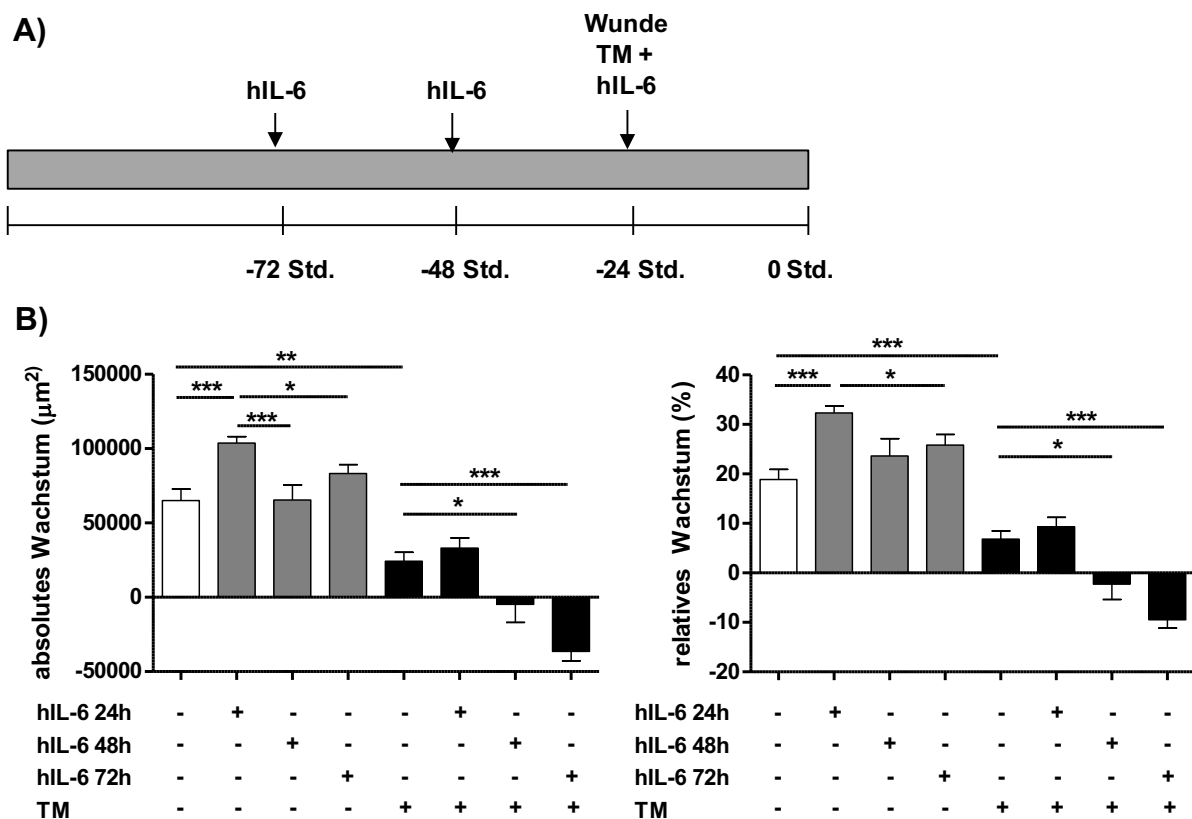 A)
Wunde
TM +
hIL-6
hIL-6
hIL-6
-72 Std.
-48 Std.
-24 Std.
0 Std.
B)
absolutes Wachstum (µm²)
150000
100000
50000
0
-50000
**
***
*
***
***
*
hIL-6 24h - + - - - + - -
hIL-6 48h - - + - - - + -
hIL-6 72h - - - + - - - +
TM - - - - + + + +
relatives Wachstum (%)
40
30
20
10
0
-10
-20
***
***
*
***
*
hIL-6 24h - + - - - + - -
hIL-6 48h - - + - - - + -
hIL-6 72h - - - + - - - +
TM - - - - + + + +